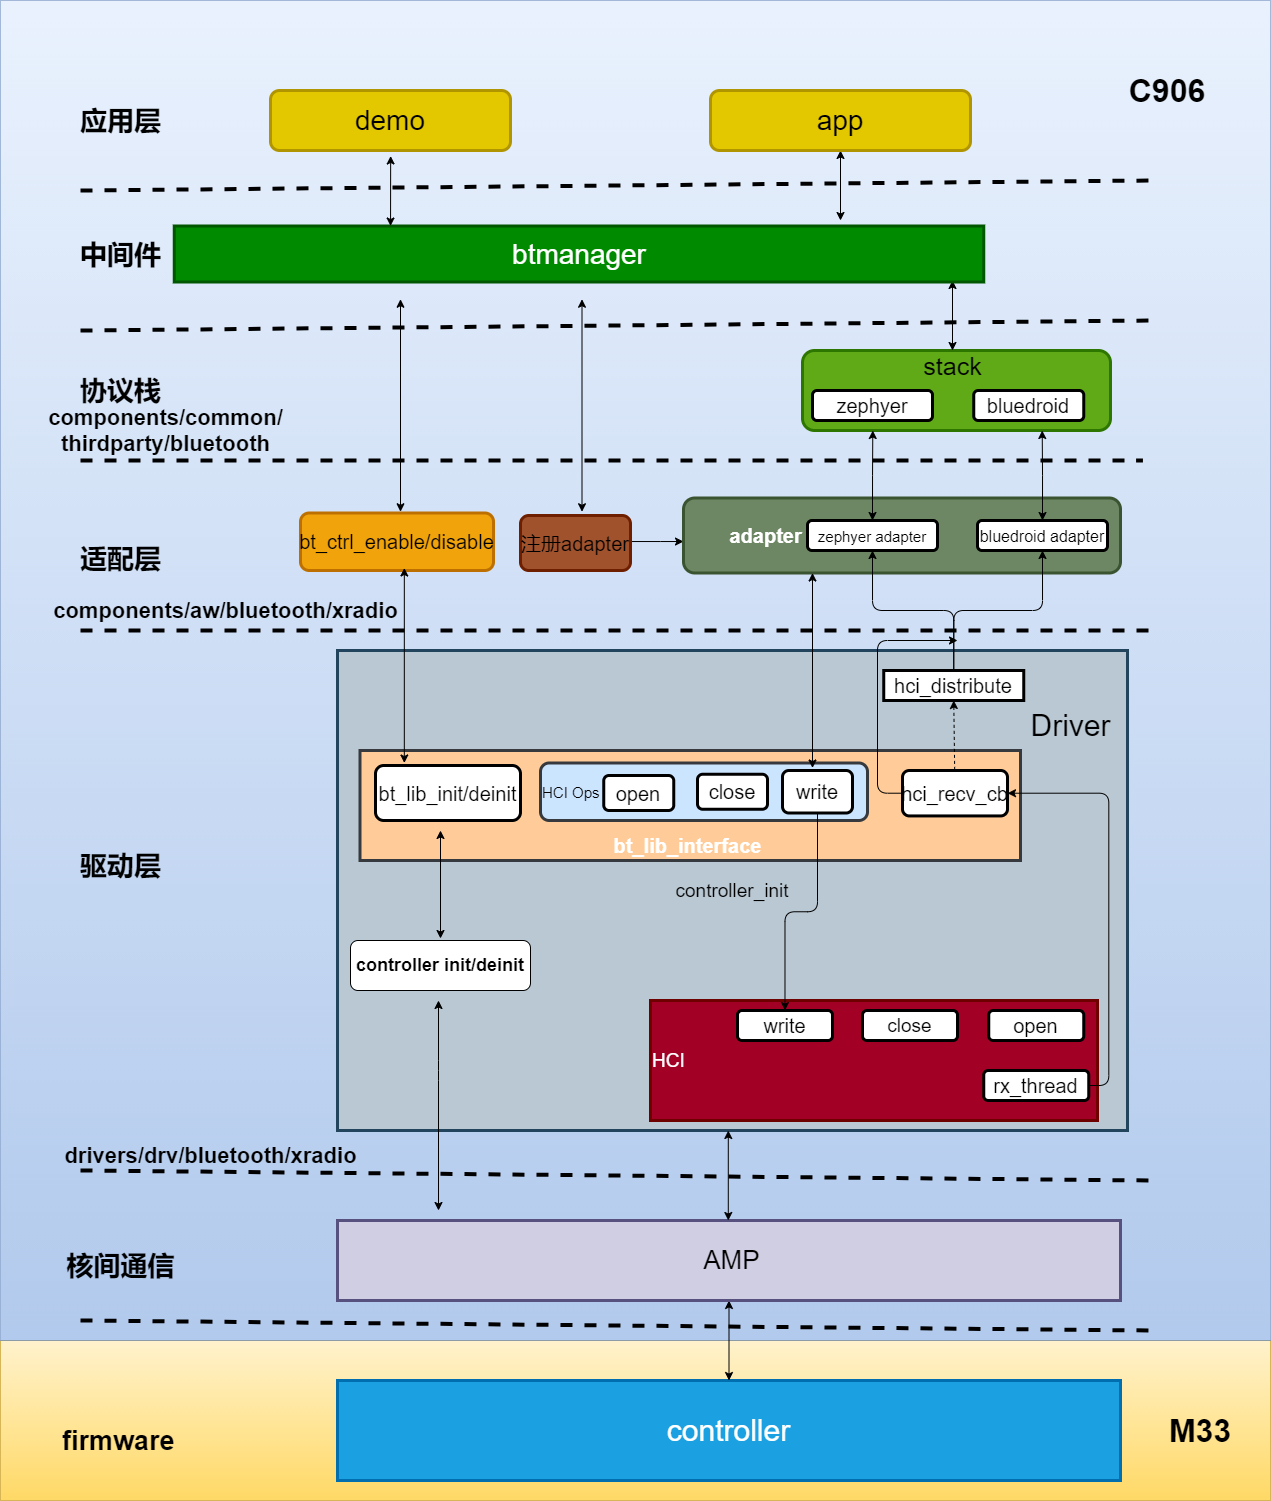 C906
应用层
demo
app
中间件
btmanager
协议栈
components/common/
thirdparty/bluetooth
stack
zephyer
bluedroid
适配层
bt_ctrl_enable/disable
注册adapter
adapter
zephyer adapter
bluedroid adapter
components/aw/bluetooth/xradio
hci_distribute
Driver
bt_lib_init/deinit
HCI Ops
open
close
write
hci_recv_cb
bt_lib_interface
驱动层
controller_init
controller init/deinit
write
close
open
HCI
rx_thread
drivers/drv/bluetooth/xradio
核间通信
AMP
firmware
controller
M33